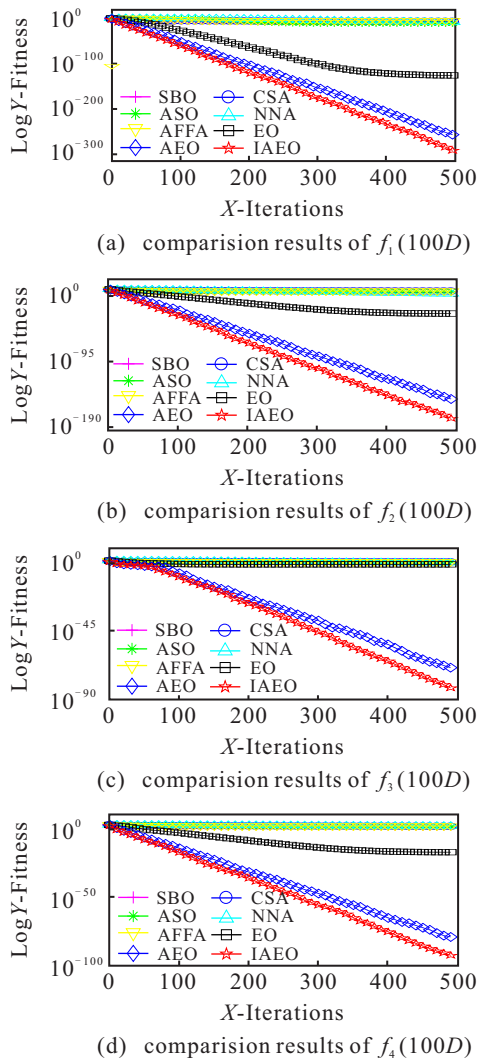 10^0
10^-100
10^-200
10^-300
LogY-Fitness
SBO CSA
ASO NNA
AFFA EO
AEO IAEO
0 100 200 300 400 500
X-Iterations
(a) comparision results of f₁(100D)
10^0
10^-95
10^-190
LogY-Fitness
SBO CSA
ASO NNA
AFFA EO
AEO IAEO
0 100 200 300 400 500
X-Iterations
(b) comparision results of f₂(100D)
10^0
10^-45
10^-90
LogY-Fitness
SBO CSA
ASO NNA
AFFA EO
AEO IAEO
0 100 200 300 400 500
X-Iterations
(c) comparision results of f₃(100D)
10^0
10^-50
10^-100
LogY-Fitness
SBO CSA
ASO NNA
AFFA EO
AEO IAEO
0 100 200 300 400 500
X-Iterations
(d) comparision results of f₄(100D)